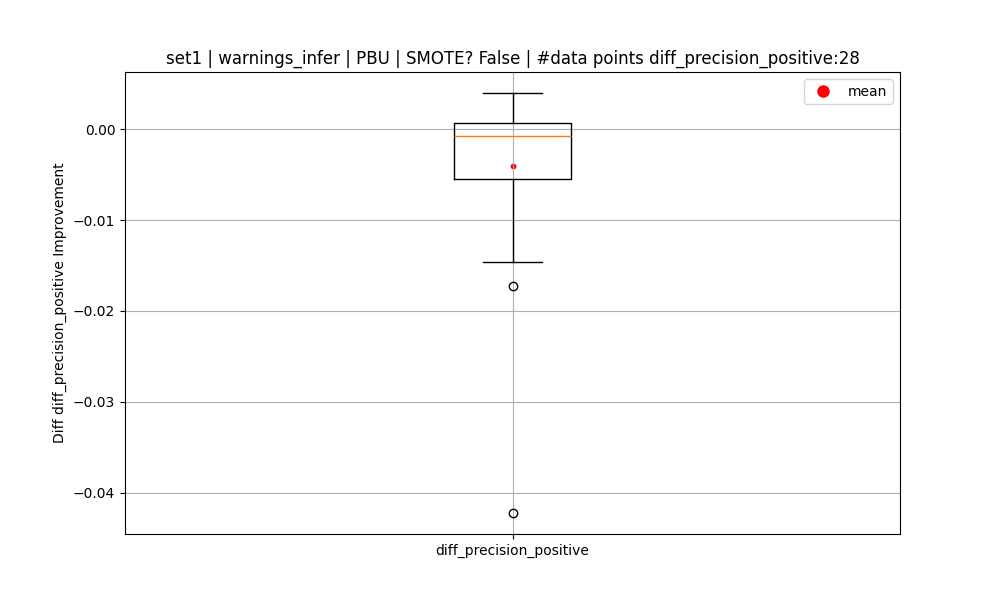 set1 | warnings_infer | PBU | SMOTE? False | #data points diff_precision_positive:28
mean
0.00
−0.01
−0.02
−0.03
−0.04
Diff diff_precision_positive Improvement
diff_precision_positive